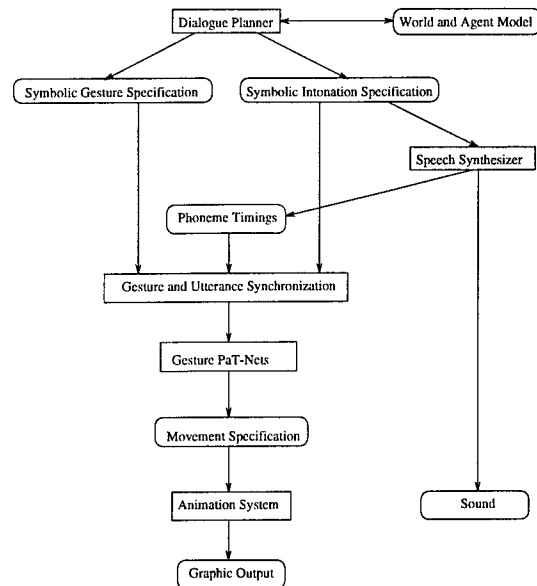 Dialogue Planner
World and Agent Model
Symbolic Gesture Specification
Symbolic Intonation Specification
Speech Synthesizer
Phoneme Timings
Gesture and Utterance Synchronization
Gesture PaT-Nets
Movement Specification
Animation System
Sound
Graphic Output